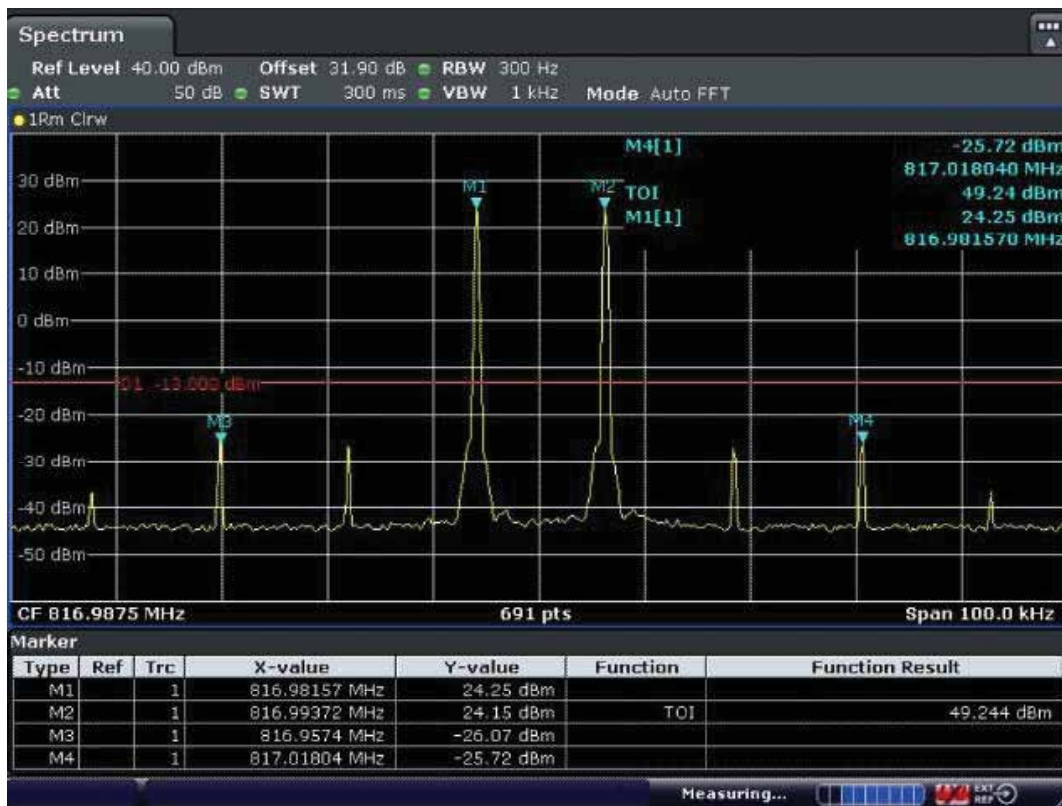 Spectrum
Ref Level 40.00 dBm Offset 31.90 dB RBW 300 Hz
Att 50 dB SWT 300 ms VBW 1 kHz Mode Auto FFT
1Rm Clrw
M4[1] -25.72 dBm
817.018040 MHz
TOI 49.24 dBm
M1[1] 24.25 dBm
816.981570 MHz
30 dBm
M1 M2
20 dBm
10 dBm
0 dBm
-10 dBm
D1 -13.000 dBm
-20 dBm
M3 M4
-30 dBm
-40 dBm
-50 dBm
CF 816.9875 MHz 691 pts Span 100.0 kHz
Marker
Type Ref Trc X-value Y-value Function Function Result
M1 1 816.98157 MHz 24.25 dBm
M2 1 816.99372 MHz 24.15 dBm TOI 49.244 dBm
M3 1 816.9574 MHz -26.07 dBm
M4 1 817.01804 MHz -25.72 dBm
Measuring... EXT
REF